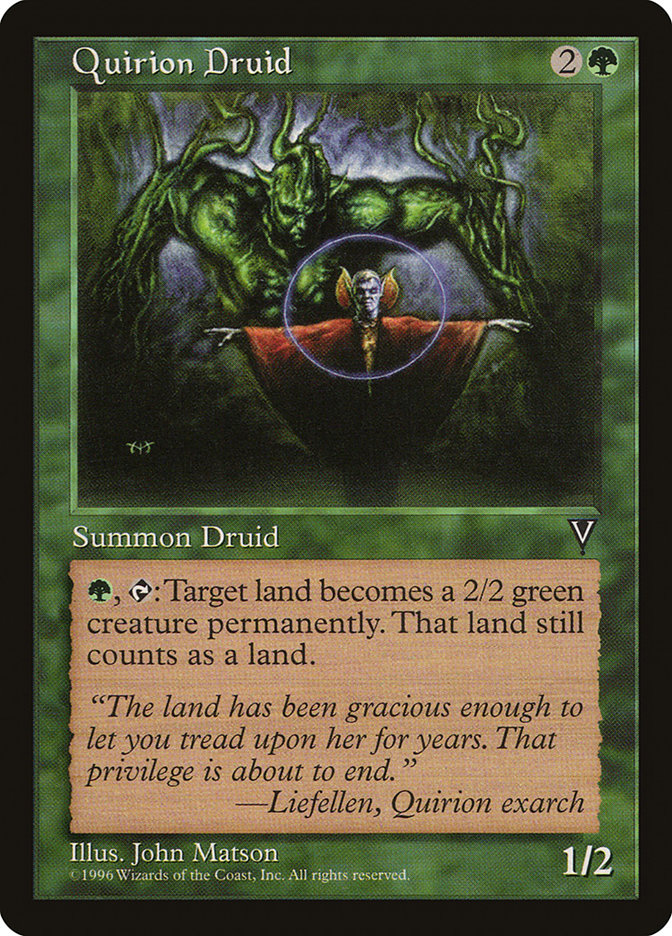 Quirion Druid 2
Summon Druid V
, : Target land becomes a 2/2 green
creature permanently. That land still
counts as a land.
“The land has been gracious enough to
let you tread upon her for years. That
privilege is about to end.”
—Liefellen, Quirion exarch
Illus. John Matson
©1996 Wizards of the Coast, Inc. All rights reserved.
1/2